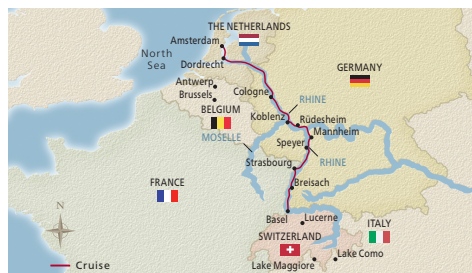 THE NETHERLANDS
Amsterdam
North
Sea
Dordrecht
GERMANY
Antwerp
Cologne
Brussels
RHINE
BELGIUM
Koblenz
Rüdesheim
Mannheim
MOSELLE
Speyer
RHINE
Strasbourg
FRANCE
Breisach
Basel
Lucerne
ITALY
SWITZERLAND
Lake Como
Lake Maggiore
N
Cruise